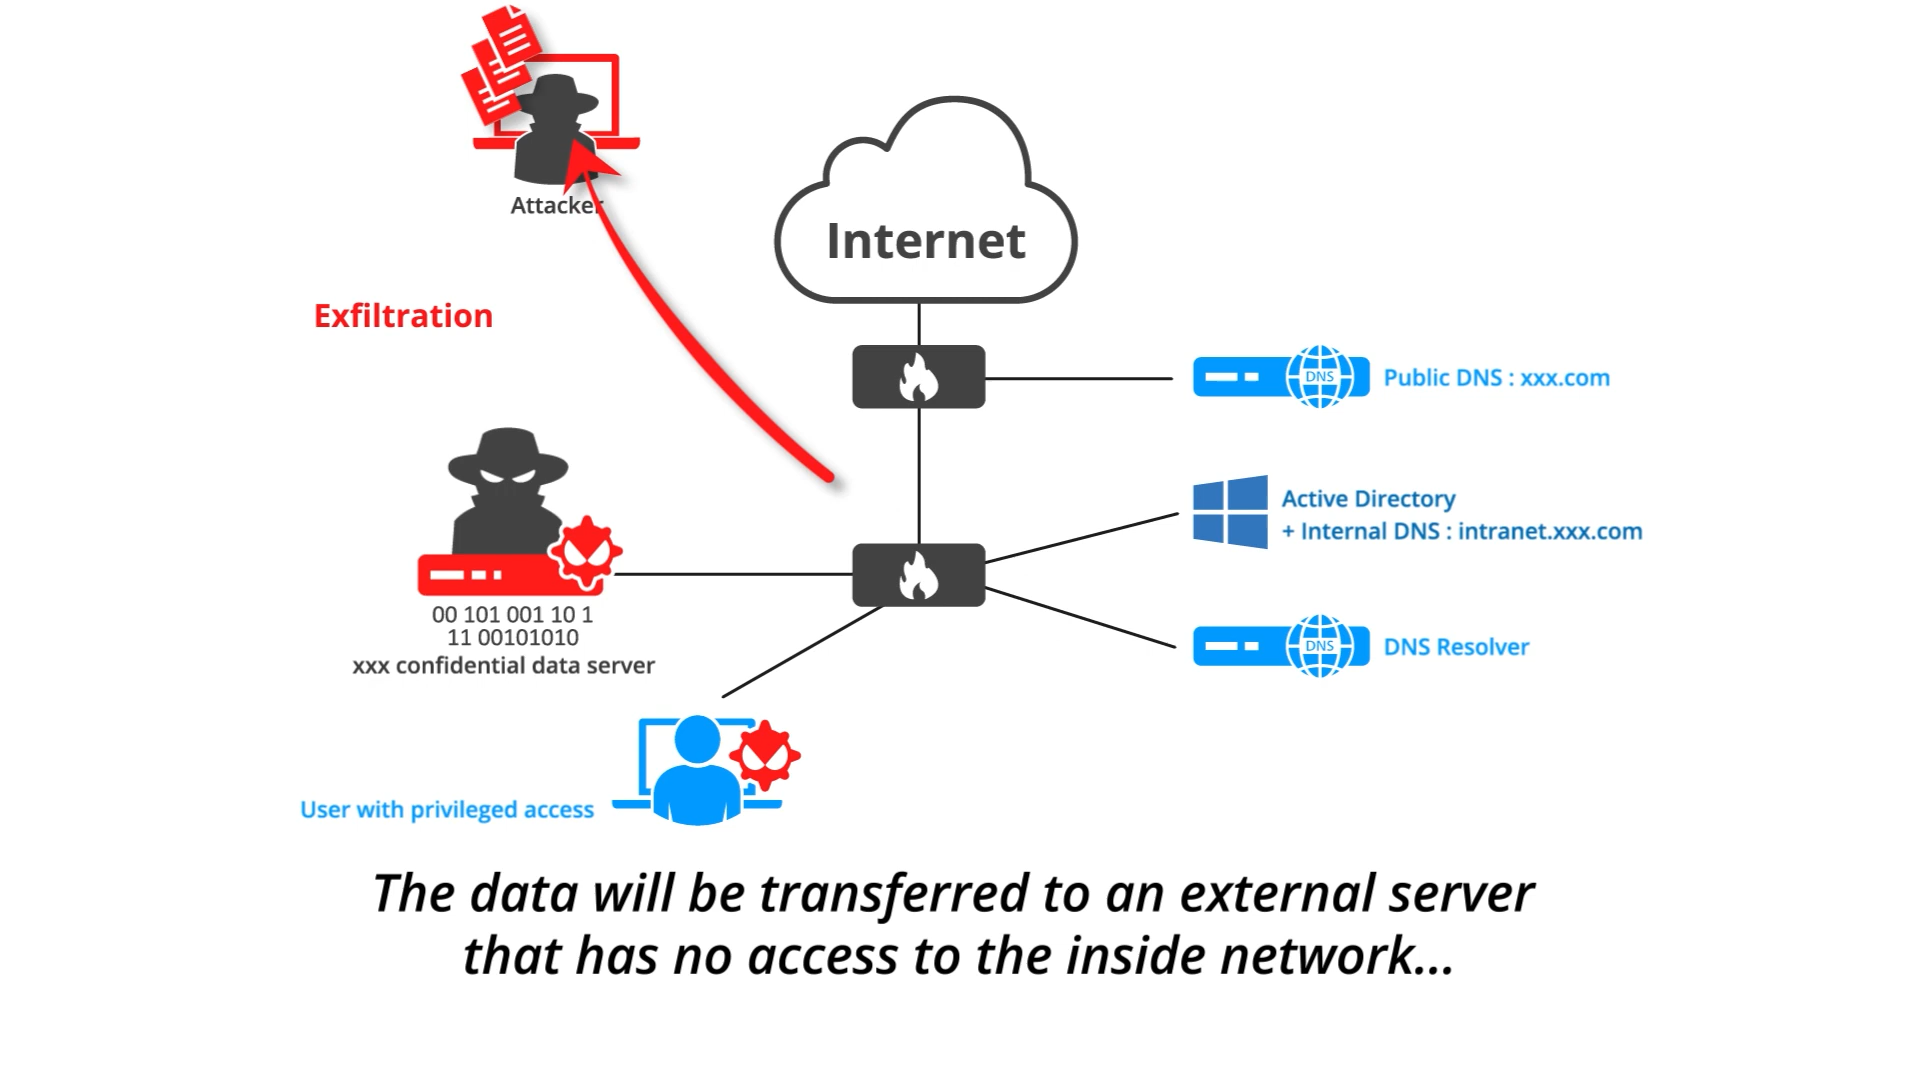 Attacker
Internet
Exfiltration
DNS
Public DNS : xxx.com
Active Directory
+ Internal DNS : intranet.xxx.com
00 101 001 10 1
11 00101010
xxx confidential data server
DNS
DNS Resolver
User with privileged access
The data will be transferred to an external server
that has no access to the inside network...